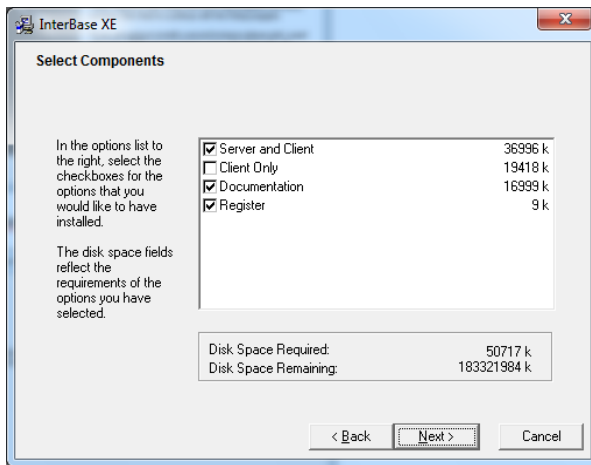 InterBase XE
Select Components
In the options list to
the right, select the
checkboxes for the
options that you
would like to have
installed.
The disk space fields
reflect the
requirements of the
options you have
selected.
Server and Client 36996 k
Client Only 19418 k
Documentation 16999 k
Register 9 k
Disk Space Required: 50717 k
Disk Space Remaining: 183321984 k
< Back
Next >
Cancel